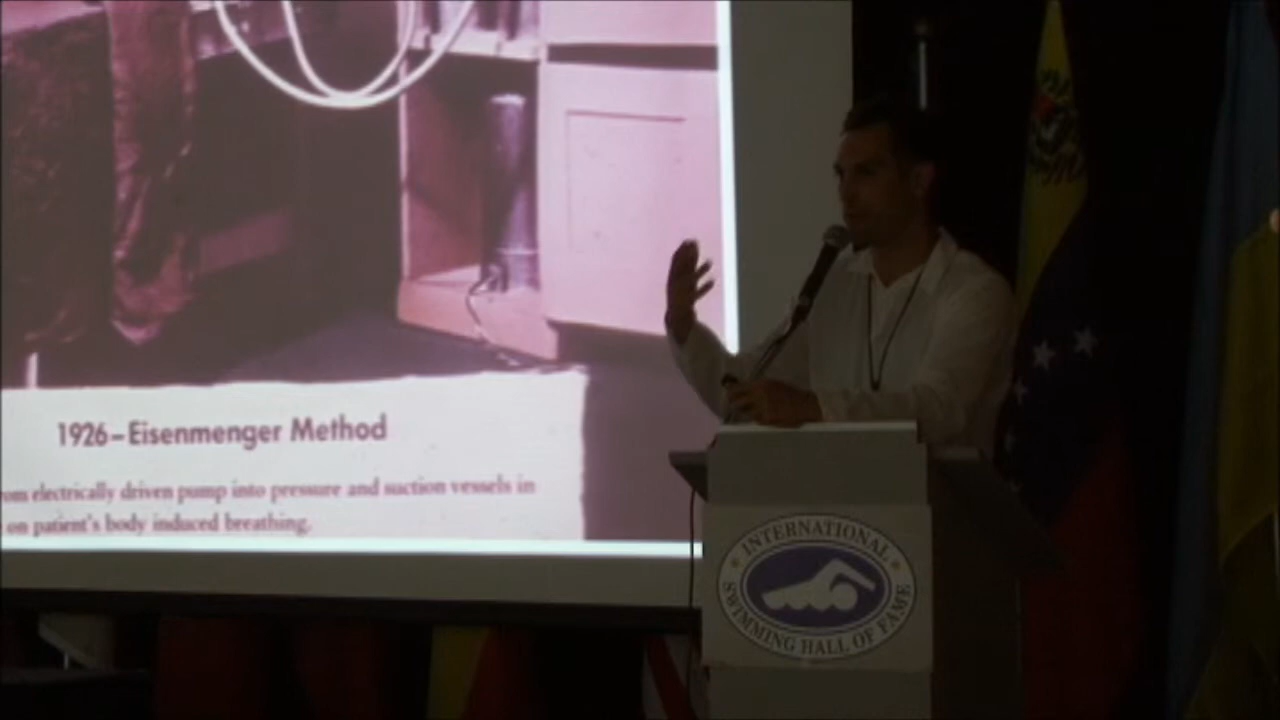 1926–Eisenmenger Method
electrically driven pump into pressure and suction vessels in
on patient's body induced breathing.
INTERNATIONAL
SWIMMING HALL OF FAME